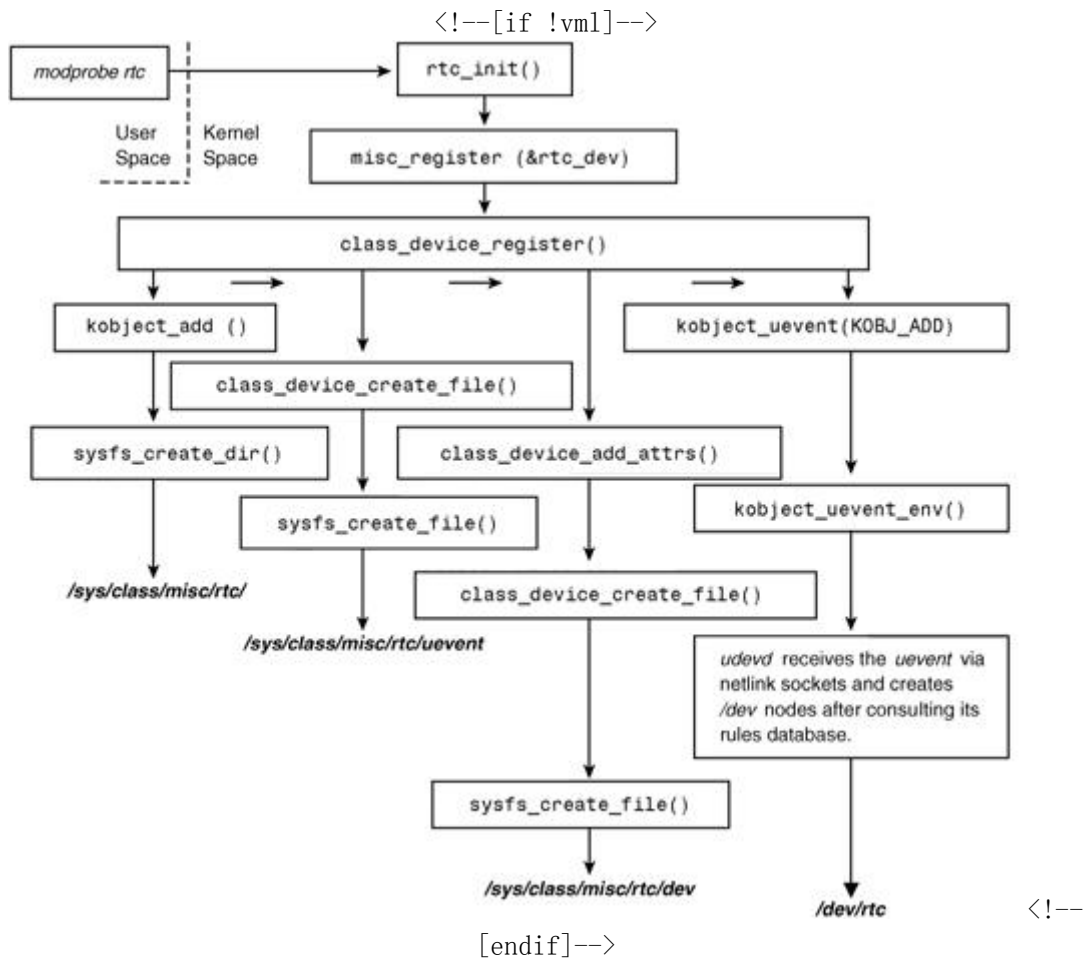 <!--[if !vml]-->
modprobe rtc
rtc_init()
User
Space
Kernel
Space
misc_register (&rtc_dev)
class_device_register()
kobject_add ()
kobject_uevent(KOBJ_ADD)
class_device_create_file()
sysfs_create_dir()
class_device_add_attrs()
sysfs_create_file()
kobject_uevent_env()
/sys/class/misc/rtc/
class_device_create_file()
/sys/class/misc/rtc/uevent
udevd receives the uevent via
netlink sockets and creates
/dev nodes after consulting its
rules database.
sysfs_create_file()
/sys/class/misc/rtc/dev
/dev/rtc
<!--
[endif]-->